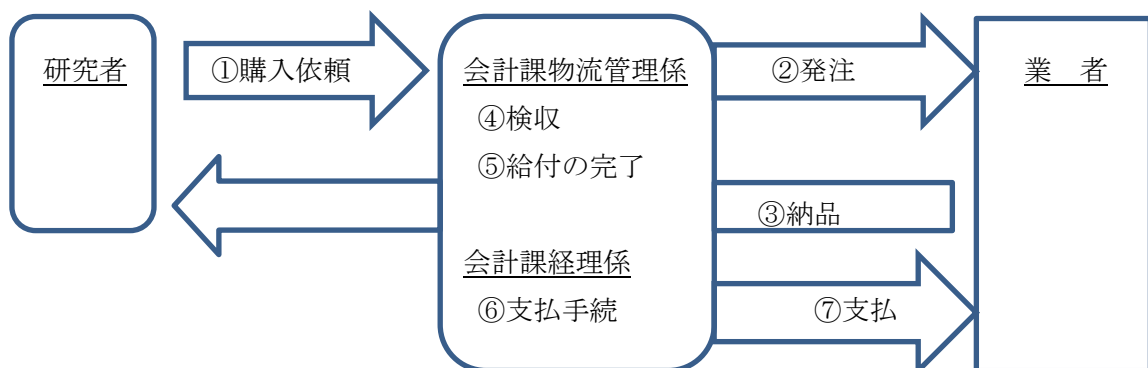 研究者
①購入依頼
会計課物流管理係
④検収
⑤給付の完了
会計課経理係
⑥支払手続
②発注
③納品
⑦支払
業　者